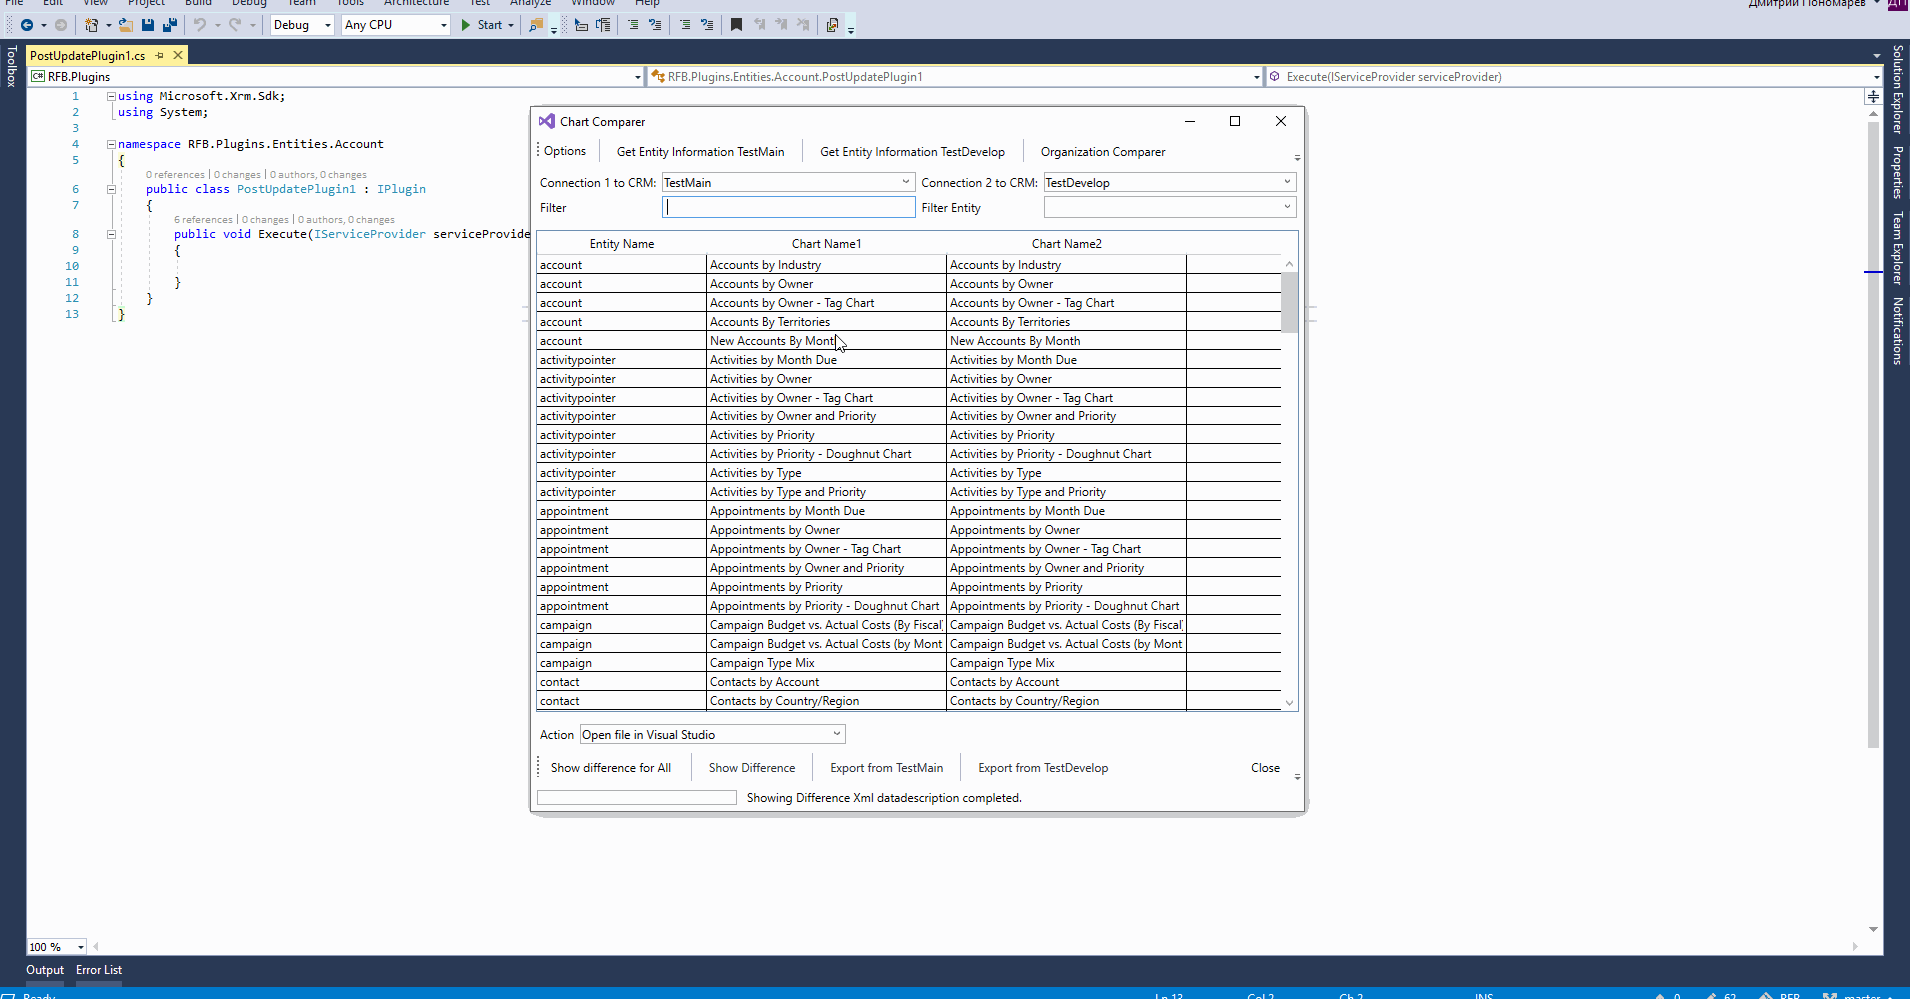 File Edit View Project Build Debug Team Tools Architecture Test Analyze Window Help Дмитрий Пономарев ДП
Debug Any CPU Start
Toolbox
PostUpdatePlugin1.cs
C# RFB.Plugins RFB.Plugins.Entities.Account.PostUpdatePlugin1 Execute(IServiceProvider serviceProvider)
1 using Microsoft.Xrm.Sdk;
2 using System;
3
4 namespace RFB.Plugins.Entities.Account
5 {
0 references | 0 changes | 0 authors, 0 changes
6 public class PostUpdatePlugin1 : IPlugin
7 {
6 references | 0 changes | 0 authors, 0 changes
8 public void Execute(IServiceProvider serviceProvide
9 {
10
11 }
12 }
13 }
Chart Comparer
Options Get Entity Information TestMain Get Entity Information TestDevelop Organization Comparer
Connection 1 to CRM: TestMain Connection 2 to CRM: TestDevelop
Filter Filter Entity
Entity Name Chart Name1 Chart Name2
account Accounts by Industry Accounts by Industry
account Accounts by Owner Accounts by Owner
account Accounts by Owner - Tag Chart Accounts by Owner - Tag Chart
account Accounts By Territories Accounts By Territories
account New Accounts By Month New Accounts By Month
activitypointer Activities by Month Due Activities by Month Due
activitypointer Activities by Owner Activities by Owner
activitypointer Activities by Owner - Tag Chart Activities by Owner - Tag Chart
activitypointer Activities by Owner and Priority Activities by Owner and Priority
activitypointer Activities by Priority Activities by Priority
activitypointer Activities by Priority - Doughnut Chart Activities by Priority - Doughnut Chart
activitypointer Activities by Type Activities by Type
activitypointer Activities by Type and Priority Activities by Type and Priority
appointment Appointments by Month Due Appointments by Month Due
appointment Appointments by Owner Appointments by Owner
appointment Appointments by Owner - Tag Chart Appointments by Owner - Tag Chart
appointment Appointments by Owner and Priority Appointments by Owner and Priority
appointment Appointments by Priority Appointments by Priority
appointment Appointments by Priority - Doughnut Chart Appointments by Priority - Doughnut Chart
campaign Campaign Budget vs. Actual Costs (By Fiscal Campaign Budget vs. Actual Costs (By Fiscal
campaign Campaign Budget vs. Actual Costs (by Mont Campaign Budget vs. Actual Costs (by Mont
campaign Campaign Type Mix Campaign Type Mix
contact Contacts by Account Contacts by Account
contact Contacts by Country/Region Contacts by Country/Region
Action Open file in Visual Studio
Show difference for All Show Difference Export from TestMain Export from TestDevelop Close
Showing Difference Xml datadescription completed.
Solution Explorer
Properties
Team Explorer
Notifications
100 %
Output Error List
Ready Ln 13 Col 2 Ch 2 INS 0 62 RFB master